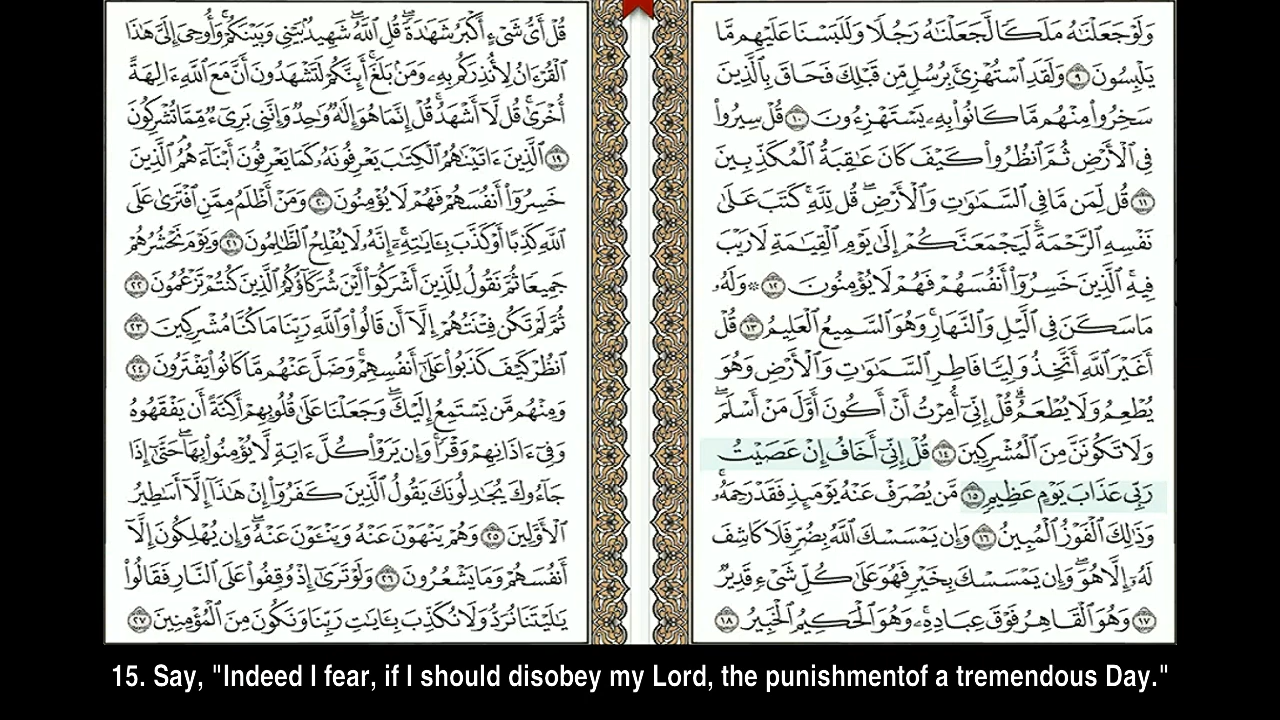 وَلَوْ جَعَلْنَٰهُ مَلَكًا لَّجَعَلْنَٰهُ رَجُلًا وَلَلَبَسْنَا عَلَيْهِم مَّا
يَلْبِسُونَ ٩ وَلَقَدِ ٱسْتُهْزِئَ بِرُسُلٍ مِّن قَبْلِكَ فَحَاقَ بِٱلَّذِينَ
سَخِرُوا۟ مِنْهُم مَّا كَانُوا۟ بِهِۦ يَسْتَهْزِءُونَ ١٠ قُلْ سِيرُوا۟
فِى ٱلْأَرْضِ ثُمَّ ٱنظُرُوا۟ كَيْفَ كَانَ عَٰقِبَةُ ٱلْمُكَذِّبِينَ
١١ قُل لِّمَن مَّا فِى ٱلسَّمَٰوَٰتِ وَٱلْأَرْضِ ۖ قُل لِّلَّهِ ۚ كَتَبَ عَلَىٰ
نَفْسِهِ ٱلرَّحْمَةَ ۚ لَيَجْمَعَنَّكُمْ إِلَىٰ يَوْمِ ٱلْقِيَٰمَةِ لَا رَيْبَ
فِيهِ ۚ ٱلَّذِينَ خَسِرُوٓا۟ أَنفُسَهُمْ فَهُمْ لَا يُؤْمِنُونَ ١٢ ۞ وَلَهُۥ
مَا سَكَنَ فِى ٱلَّيْلِ وَٱلنَّهَارِ ۚ وَهُوَ ٱلسَّمِيعُ ٱلْعَلِيمُ ١٣ قُلْ
أَغَيْرَ ٱللَّهِ أَتَّخِذُ وَلِيًّا فَاطِرِ ٱلسَّمَٰوَٰتِ وَٱلْأَرْضِ وَهُوَ
يُطْعِمُ وَلَا يُطْعَمُ ۗ قُلْ إِنِّىٓ أُمِرْتُ أَنْ أَكُونَ أَوَّلَ مَنْ أَسْلَمَ ۖ
وَلَا تَكُونَنَّ مِنَ ٱلْمُشْرِكِينَ ١٤ قُلْ إِنِّىٓ أَخَافُ إِنْ عَصَيْتُ
رَبِّى عَذَابَ يَوْمٍ عَظِيمٍ ١٥ مَّن يُصْرَفْ عَنْهُ يَوْمَئِذٍ فَقَدْ رَحِمَهُۥ ۚ
وَذَٰلِكَ ٱلْفَوْزُ ٱلْمُبِينُ ١٦ وَإِن يَمْسَسْكَ ٱللَّهُ بِضُرٍّ فَلَا كَاشِفَ
لَهُۥٓ إِلَّا هُوَ ۖ وَإِن يَمْسَسْكَ بِخَيْرٍ فَهُوَ عَلَىٰ كُلِّ شَىْءٍ قَدِيرٌ
١٧ وَهُوَ ٱلْقَاهِرُ فَوْقَ عِبَادِهِۦ ۚ وَهُوَ ٱلْحَكِيمُ ٱلْخَبِيرُ ١٨
قُلْ أَىُّ شَىْءٍ أَكْبَرُ شَهَٰدَةً ۖ قُلِ ٱللَّهُ ۖ شَهِيدٌۢ بَيْنِى وَبَيْنَكُمْ ۚ وَأُوحِىَ إِلَىَّ هَٰذَا
ٱلْقُرْءَانُ لِأُنذِرَكُم بِهِۦ وَمَنۢ بَلَغَ ۚ أَئِنَّكُمْ لَتَشْهَدُونَ أَنَّ مَعَ ٱللَّهِ ءَالِهَةً
أُخْرَىٰ ۚ قُل لَّآ أَشْهَدُ ۚ قُلْ إِنَّمَا هُوَ إِلَٰهٌ وَٰحِدٌ وَإِنَّنِى بَرِىٓءٌ مِّمَّا تُشْرِكُونَ
١٩ ٱلَّذِينَ ءَاتَيْنَٰهُمُ ٱلْكِتَٰبَ يَعْرِفُونَهُۥ كَمَا يَعْرِفُونَ أَبْنَآءَهُمُ ۘ ٱلَّذِينَ
خَسِرُوٓا۟ أَنفُسَهُمْ فَهُمْ لَا يُؤْمِنُونَ ٢٠ وَمَنْ أَظْلَمُ مِمَّنِ ٱفْتَرَىٰ عَلَى
ٱللَّهِ كَذِبًا أَوْ كَذَّبَ بِـَٔايَٰتِهِۦٓ ۗ إِنَّهُۥ لَا يُفْلِحُ ٱلظَّٰلِمُونَ ٢١ وَيَوْمَ نَحْشُرُهُمْ
جَمِيعًا ثُمَّ نَقُولُ لِلَّذِينَ أَشْرَكُوٓا۟ أَيْنَ شُرَكَآؤُكُمُ ٱلَّذِينَ كُنتُمْ تَزْعُمُونَ ٢٢
ثُمَّ لَمْ تَكُن فِتْنَتُهُمْ إِلَّآ أَن قَالُوا۟ وَٱللَّهِ رَبِّنَا مَا كُنَّا مُشْرِكِينَ ٢٣
ٱنظُرْ كَيْفَ كَذَبُوا۟ عَلَىٰٓ أَنفُسِهِمْ ۚ وَضَلَّ عَنْهُم مَّا كَانُوا۟ يَفْتَرُونَ ٢٤
وَمِنْهُم مَّن يَسْتَمِعُ إِلَيْكَ ۖ وَجَعَلْنَا عَلَىٰ قُلُوبِهِمْ أَكِنَّةً أَن يَفْقَهُوهُ
وَفِىٓ ءَاذَانِهِمْ وَقْرًا ۚ وَإِن يَرَوْا۟ كُلَّ ءَايَةٍ لَّا يُؤْمِنُوا۟ بِهَا ۚ حَتَّىٰٓ إِذَا
جَآءُوكَ يُجَٰدِلُونَكَ يَقُولُ ٱلَّذِينَ كَفَرُوٓا۟ إِنْ هَٰذَآ إِلَّآ أَسَٰطِيرُ
ٱلْأَوَّلِينَ ٢٥ وَهُمْ يَنْهَوْنَ عَنْهُ وَيَنْـَٔوْنَ عَنْهُ ۖ وَإِن يُهْلِكُونَ إِلَّآ
أَنفُسَهُمْ وَمَا يَشْعُرُونَ ٢٦ وَلَوْ تَرَىٰٓ إِذْ وُقِفُوا۟ عَلَى ٱلنَّارِ فَقَالُوا۟
يَٰلَيْتَنَا نُرَدُّ وَلَا نُكَذِّبَ بِـَٔايَٰتِ رَبِّنَا وَنَكُونَ مِنَ ٱلْمُؤْمِنِينَ ٢٧
15. Say, "Indeed I fear, if I should disobey my Lord, the punishmentof a tremendous Day."